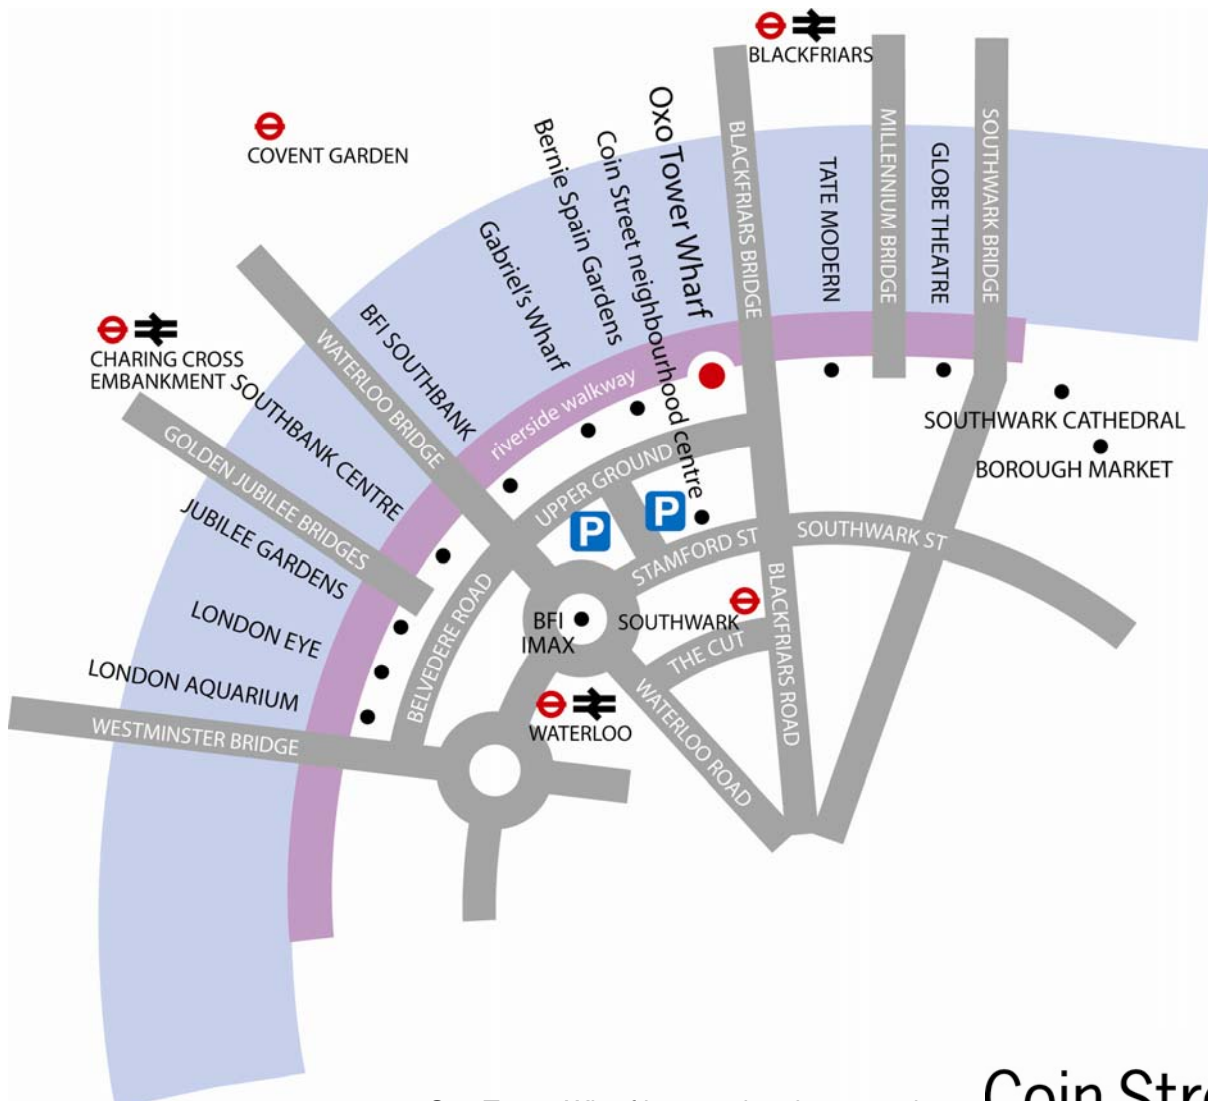 BLACKFRIARS
COVENT GARDEN
CHARING CROSS
EMBANKMENT
Oxo Tower Wharf
Coin Street neighbourhood centre
Bernie Spain Gardens
Gabriel's Wharf
BFI SOUTHBANK
SOUTHBANK CENTRE
JUBILEE GARDENS
LONDON EYE
LONDON AQUARIUM
BLACKFRIARS BRIDGE
TATE MODERN
MILLENNIUM BRIDGE
GLOBE THEATRE
SOUTHWARK BRIDGE
WATERLOO BRIDGE
GOLDEN JUBILEE BRIDGES
WESTMINSTER BRIDGE
riverside walkway
SOUTHWARK CATHEDRAL
BOROUGH MARKET
UPPER GROUND
P
P
STAMFORD ST
SOUTHWARK ST
BELVEDERE ROAD
BFI
IMAX
SOUTHWARK
THE CUT
BLACKFRIARS ROAD
WATERLOO ROAD
WATERLOO